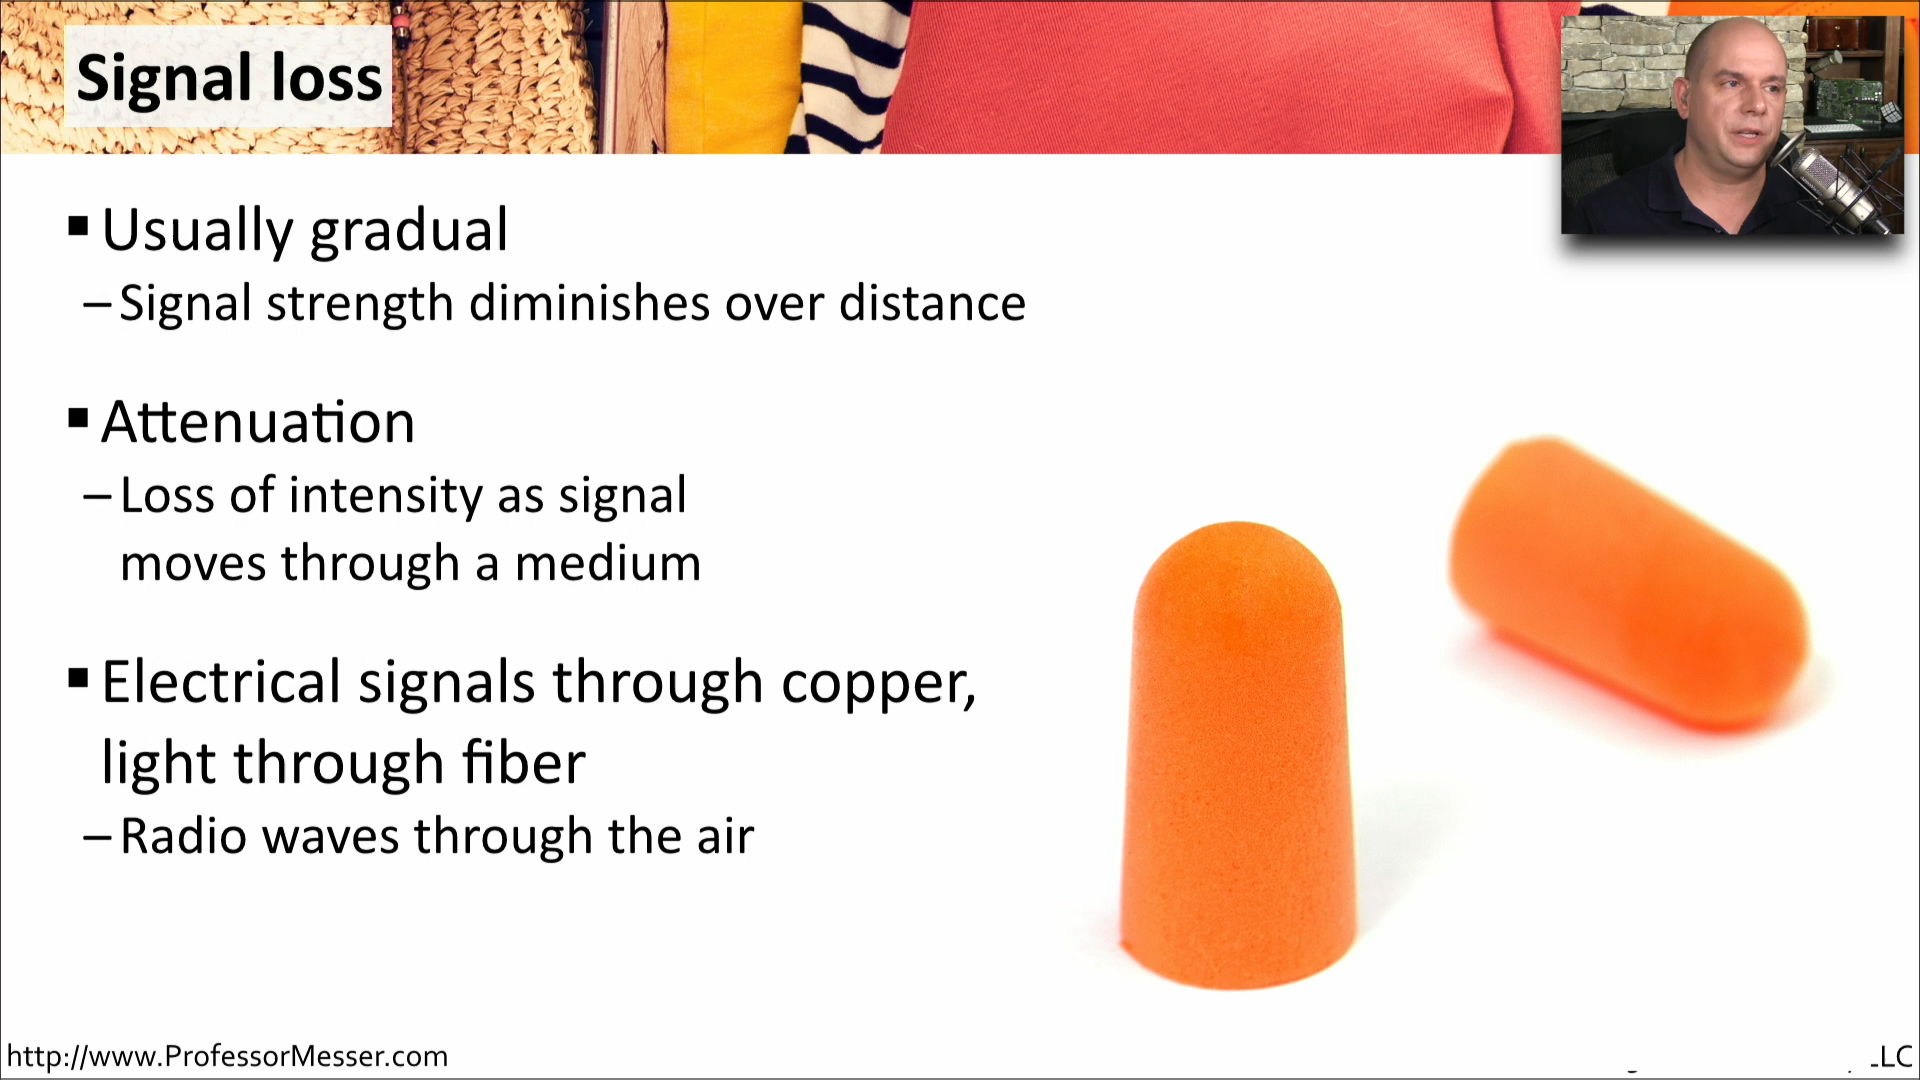 Signal loss
▪ Usually gradual
– Signal strength diminishes over distance
▪ Attenuation
– Loss of intensity as signal
moves through a medium
▪ Electrical signals through copper,
light through fiber
– Radio waves through the air
http://www.ProfessorMesser.com
LC